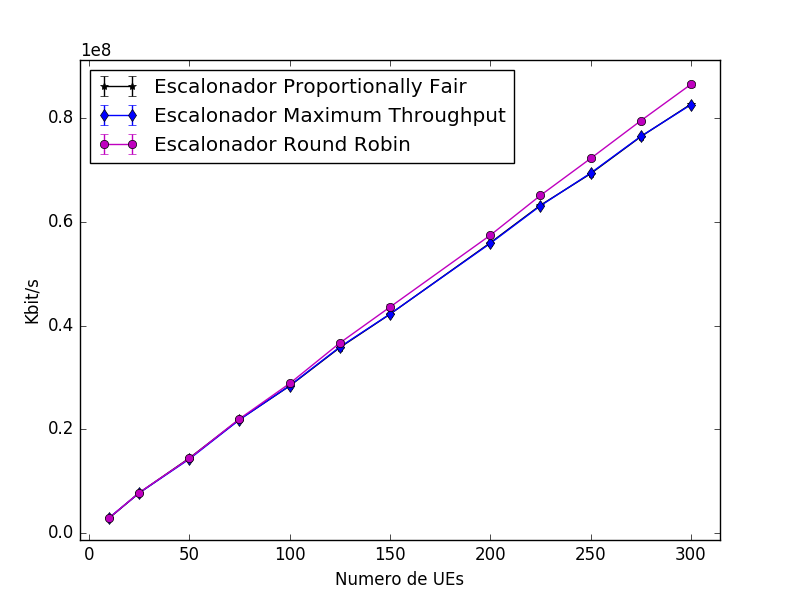 1e8
Escalonador Proportionally Fair
Escalonador Maximum Throughput
Escalonador Round Robin
0.8
0.6
Kbit/s
0.4
0.2
0.0
0 50 100 150 200 250 300
Numero de UEs